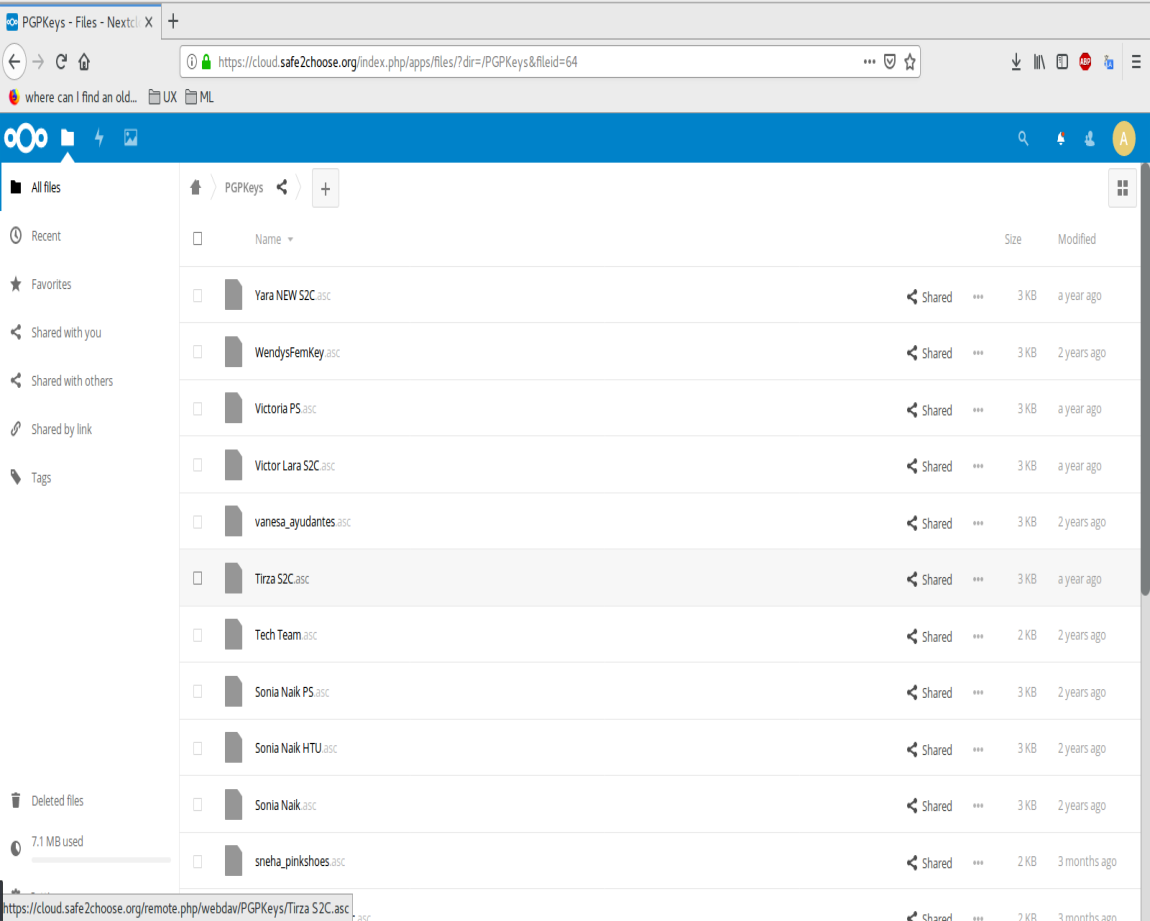 PGPKeys - Files - Nextcl
https://cloud.safe2choose.org/index.php/apps/files/?dir=/PGPKeys&fileid=64
ABP
where can I find an old... UX ML
A
All files
Recent
Favorites
Shared with you
Shared with others
Shared by link
Tags
Deleted files
7.1 MB used
PGPKeys +
Name Size Modified
Yara NEW S2C.asc Shared ... 3 KB a year ago
WendysFemKey.asc Shared ... 3 KB 2 years ago
Victoria PS.asc Shared ... 3 KB a year ago
Victor Lara S2C.asc Shared ... 3 KB a year ago
vanesa_ayudantes.asc Shared ... 3 KB 2 years ago
Tirza S2C.asc Shared ... 3 KB a year ago
Tech Team.asc Shared ... 2 KB 2 years ago
Sonia Naik PS.asc Shared ... 3 KB 2 years ago
Sonia Naik HTU.asc Shared ... 3 KB 2 years ago
Sonia Naik.asc Shared ... 3 KB 2 years ago
sneha_pinkshoes.asc Shared ... 2 KB 3 months ago
.asc Shared ... 2 KB 3 months ago
https://cloud.safe2choose.org/remote.php/webdav/PGPKeys/Tirza S2C.asc